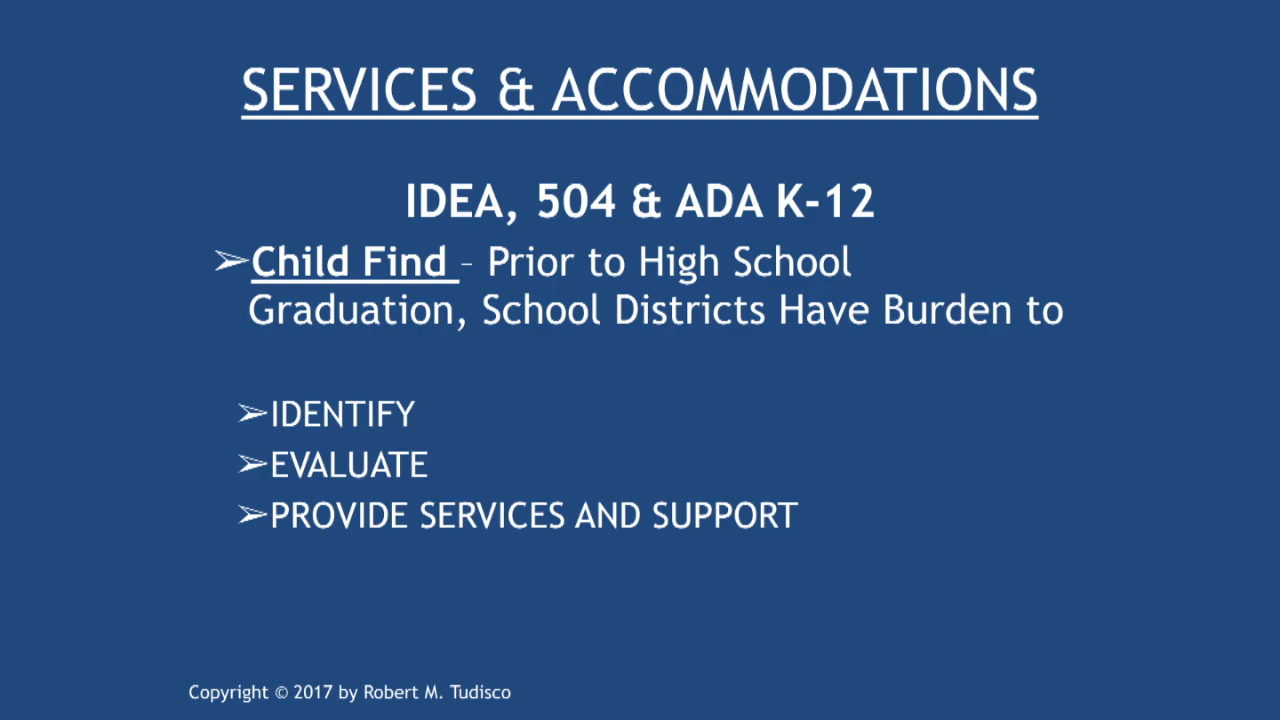 SERVICES & ACCOMMODATIONS
IDEA, 504 & ADA K-12
➢Child Find – Prior to High School
Graduation, School Districts Have Burden to
➢IDENTIFY
➢EVALUATE
➢PROVIDE SERVICES AND SUPPORT
Copyright © 2017 by Robert M. Tudisco